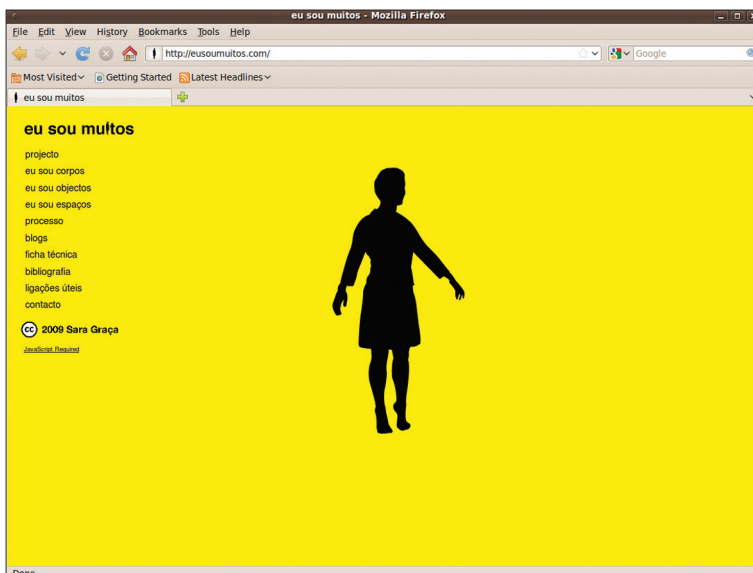 eu sou muitos - Mozilla Firefox
File Edit View History Bookmarks Tools Help
http://eusoumuitos.com/ Google
Most Visited Getting Started Latest Headlines
eu sou muitos
eu sou muitos
projecto
eu sou corpos
eu sou objectos
eu sou espaços
processo
blogs
ficha técnica
bibliografia
ligações úteis
contacto
cc 2009 Sara Graça
JavaScript Required
Done